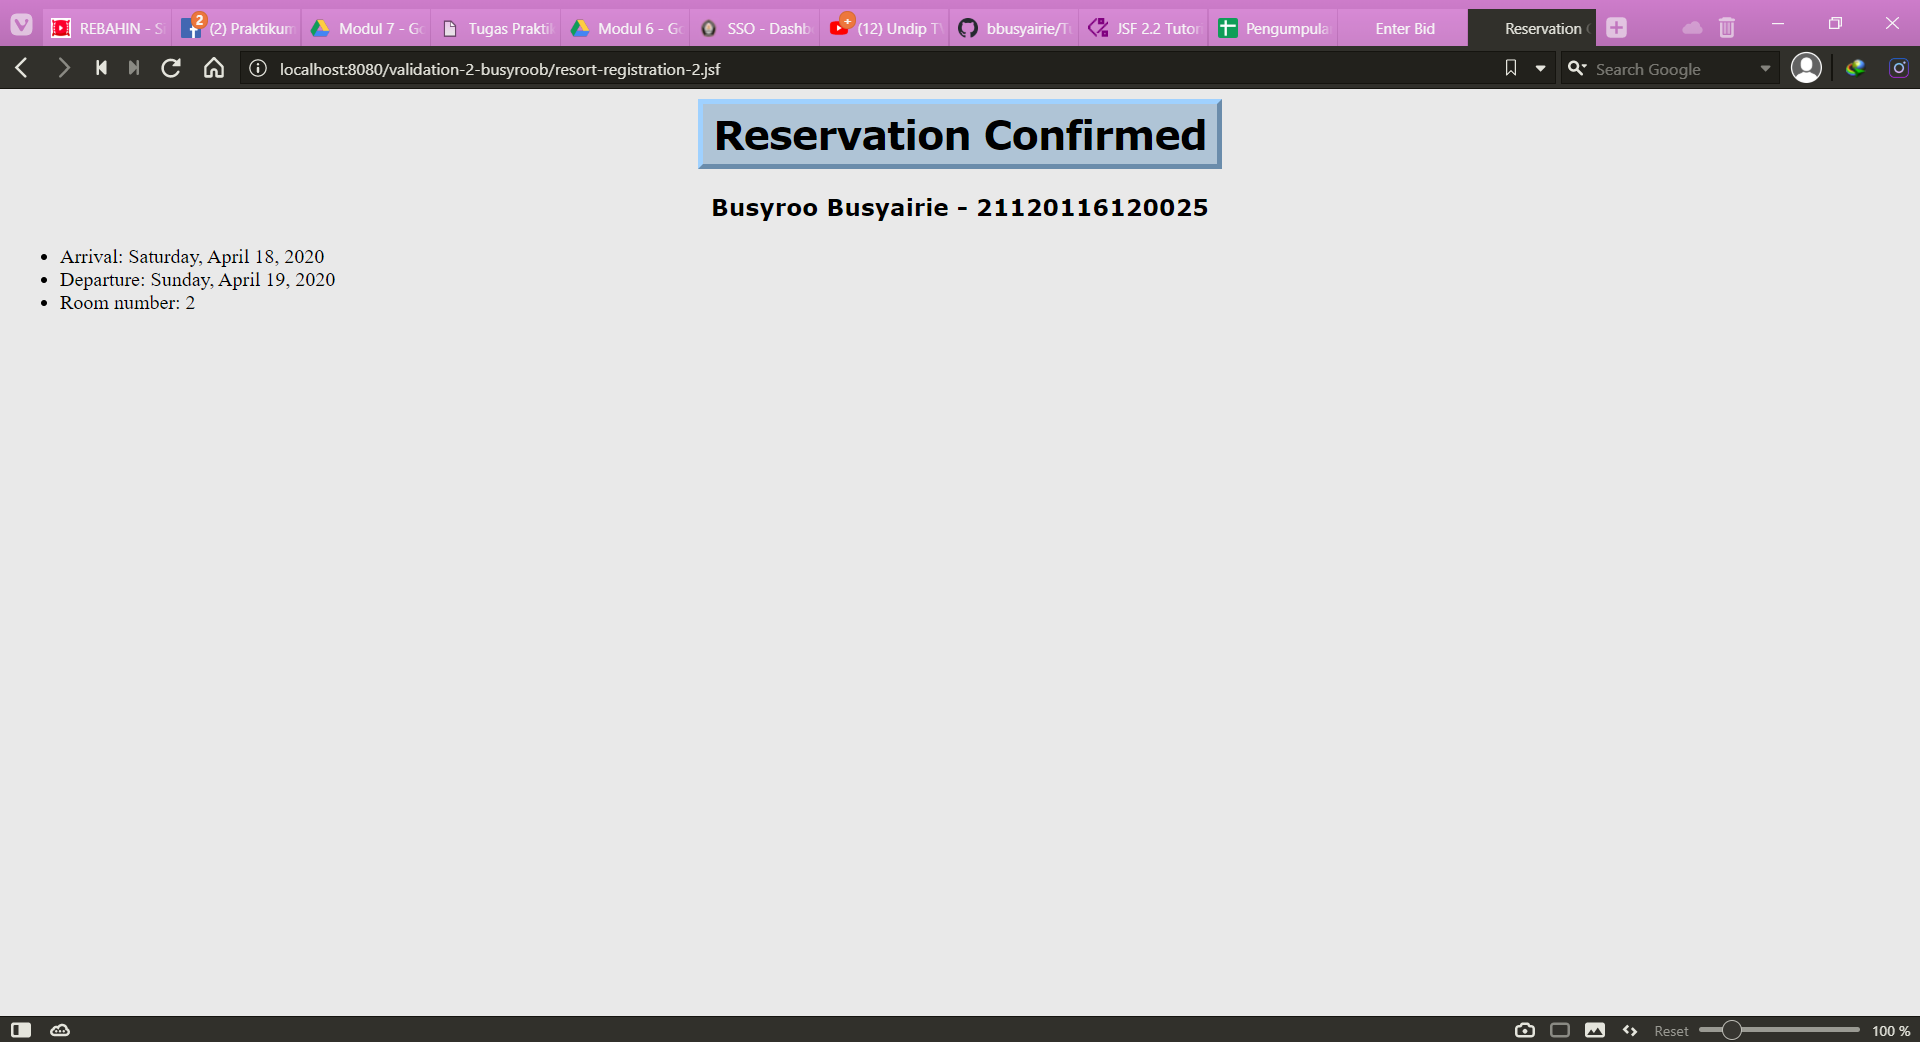 REBAHIN - S
2
(2) Praktikum
Modul 7 - Go
Tugas Prakti
Modul 6 - Go
SSO - Dashb
(12) Undip T
bbusyairie/T
JSF 2.2 Tutor
Pengumpula
Enter Bid
Reservation
localhost:8080/validation-2-busyroob/resort-registration-2.jsf
Search Google
Reservation Confirmed
Busyroo Busyairie - 21120116120025
• Arrival: Saturday, April 18, 2020
• Departure: Sunday, April 19, 2020
• Room number: 2
Reset
100 %